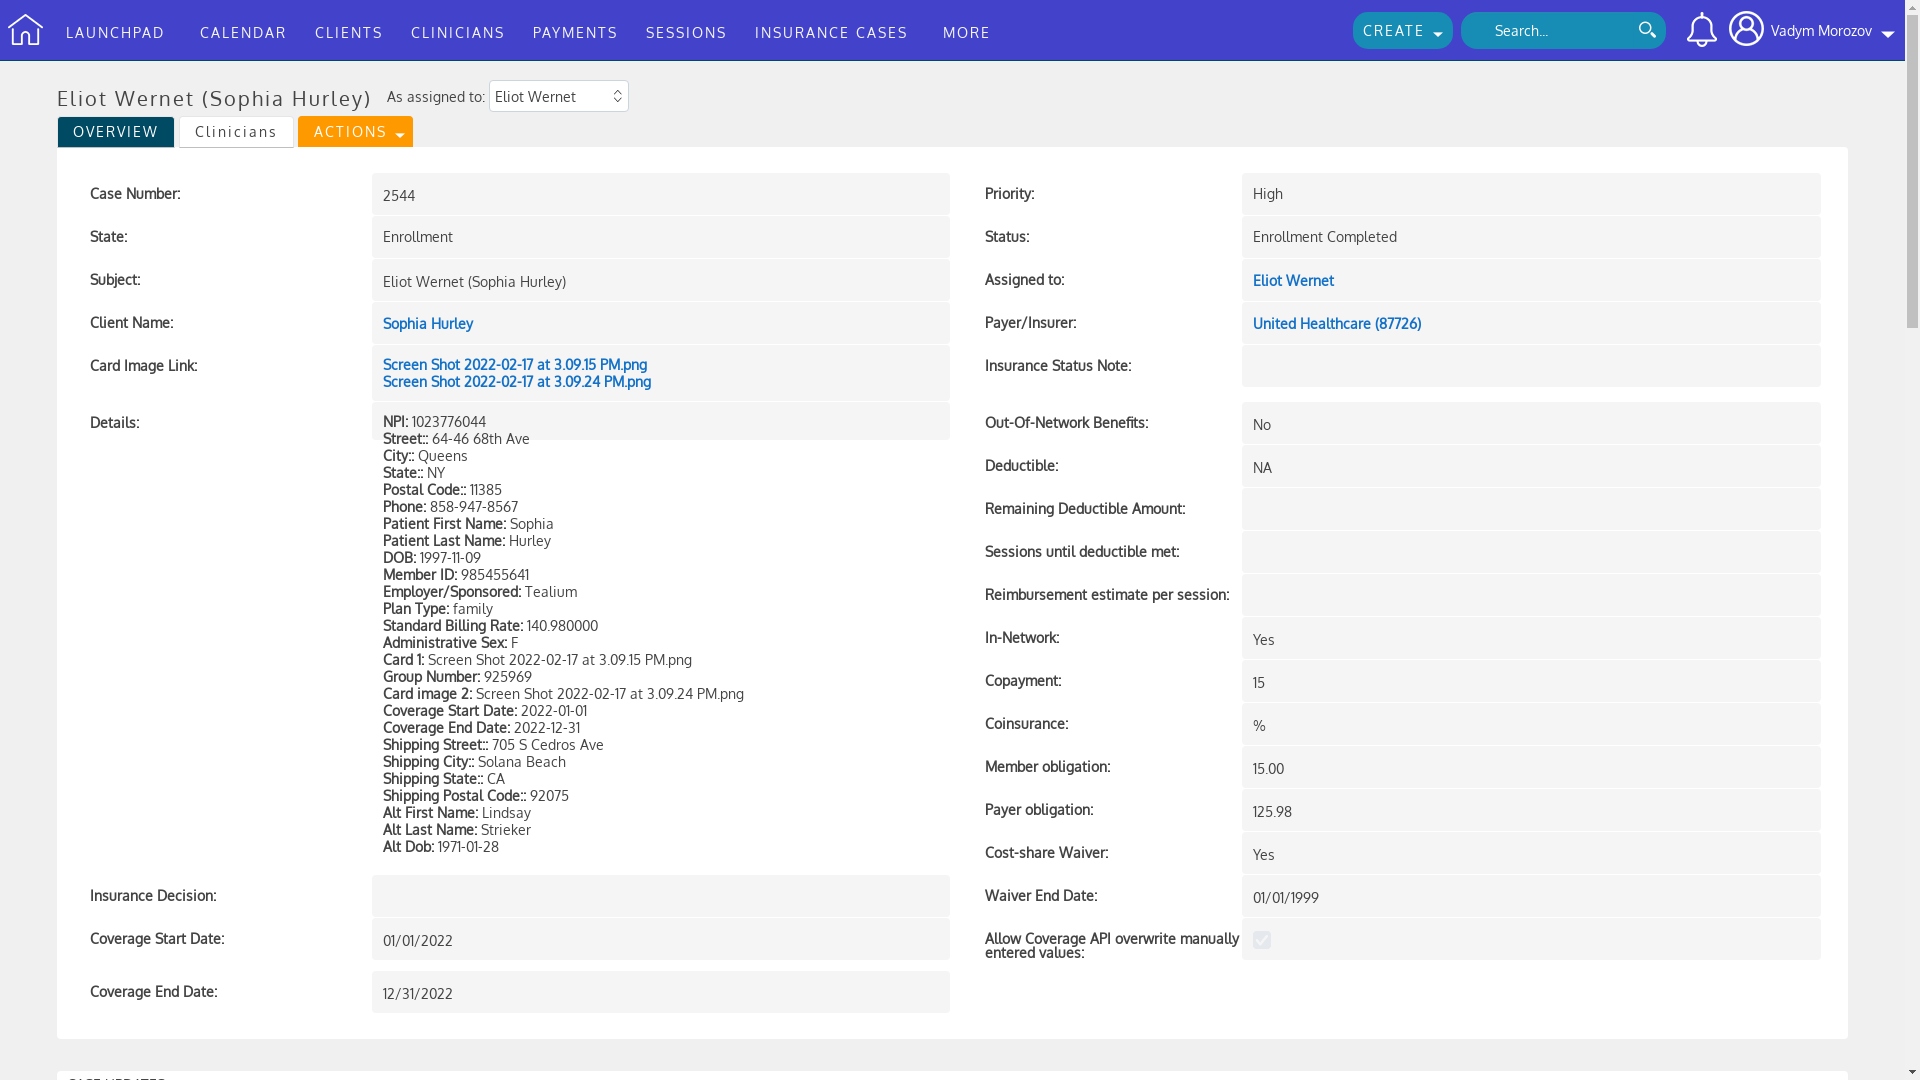 LAUNCHPAD CALENDAR CLIENTS CLINICIANS PAYMENTS SESSIONS INSURANCE CASES MORE CREATE Search... Vadym Morozov
Eliot Wernet (Sophia Hurley) As assigned to: Eliot Wernet
OVERVIEW Clinicians ACTIONS
Case Number: 2544 Priority: High
State: Enrollment Status: Enrollment Completed
Subject: Eliot Wernet (Sophia Hurley) Assigned to: Eliot Wernet
Client Name: Sophia Hurley Payer/Insurer: United Healthcare (87726)
Card Image Link: Screen Shot 2022-02-17 at 3.09.15 PM.png Insurance Status Note:
Screen Shot 2022-02-17 at 3.09.24 PM.png
Details:
NPI: 1023776044
Street:: 64-46 68th Ave
City:: Queens
State:: NY
Postal Code:: 11385
Phone: 858-947-8567
Patient First Name: Sophia
Patient Last Name: Hurley
DOB: 1997-11-09
Member ID: 985455641
Employer/Sponsored: Tealium
Plan Type: family
Standard Billing Rate: 140.980000
Administrative Sex: F
Card 1: Screen Shot 2022-02-17 at 3.09.15 PM.png
Group Number: 925969
Card image 2: Screen Shot 2022-02-17 at 3.09.24 PM.png
Coverage Start Date: 2022-01-01
Coverage End Date: 2022-12-31
Shipping Street:: 705 S Cedros Ave
Shipping City:: Solana Beach
Shipping State:: CA
Shipping Postal Code:: 92075
Alt First Name: Lindsay
Alt Last Name: Strieker
Alt Dob: 1971-01-28
Out-Of-Network Benefits: No
Deductible: NA
Remaining Deductible Amount:
Sessions until deductible met:
Reimbursement estimate per session:
In-Network: Yes
Copayment: 15
Coinsurance: %
Member obligation: 15.00
Payer obligation: 125.98
Cost-share Waiver: Yes
Insurance Decision: Waiver End Date: 01/01/1999
Coverage Start Date: 01/01/2022 Allow Coverage API overwrite manually
entered values:
Coverage End Date: 12/31/2022
CASE UPDATES